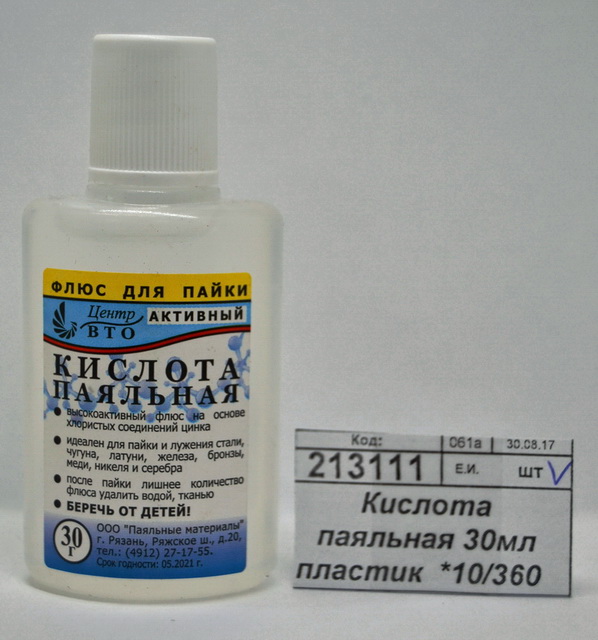 ФЛЮС ДЛЯ ПАЙКИ
Центр
ВТО
АКТИВНЫЙ
КИСЛОТА
ПАЯЛЬНАЯ
• высокоактивный флюс на основе
хлористых соединений цинка
• идеален для пайки и лужения стали,
чугуна, латуни, железа, бронзы,
меди, никеля и серебра
• после пайки лишнее количество
флюса удалить водой, тканью
• БЕРЕЧЬ ОТ ДЕТЕЙ!
30
г
ООО "Паяльные материалы"
г. Рязань, Ряжское ш., д.20,
тел.: (4912) 27-17-55.
Срок годности: 05.2021 г.
Код: 061а 30.08.17
213111 Е.И. шт
Кислота
паяльная 30мл
пластик *10/360